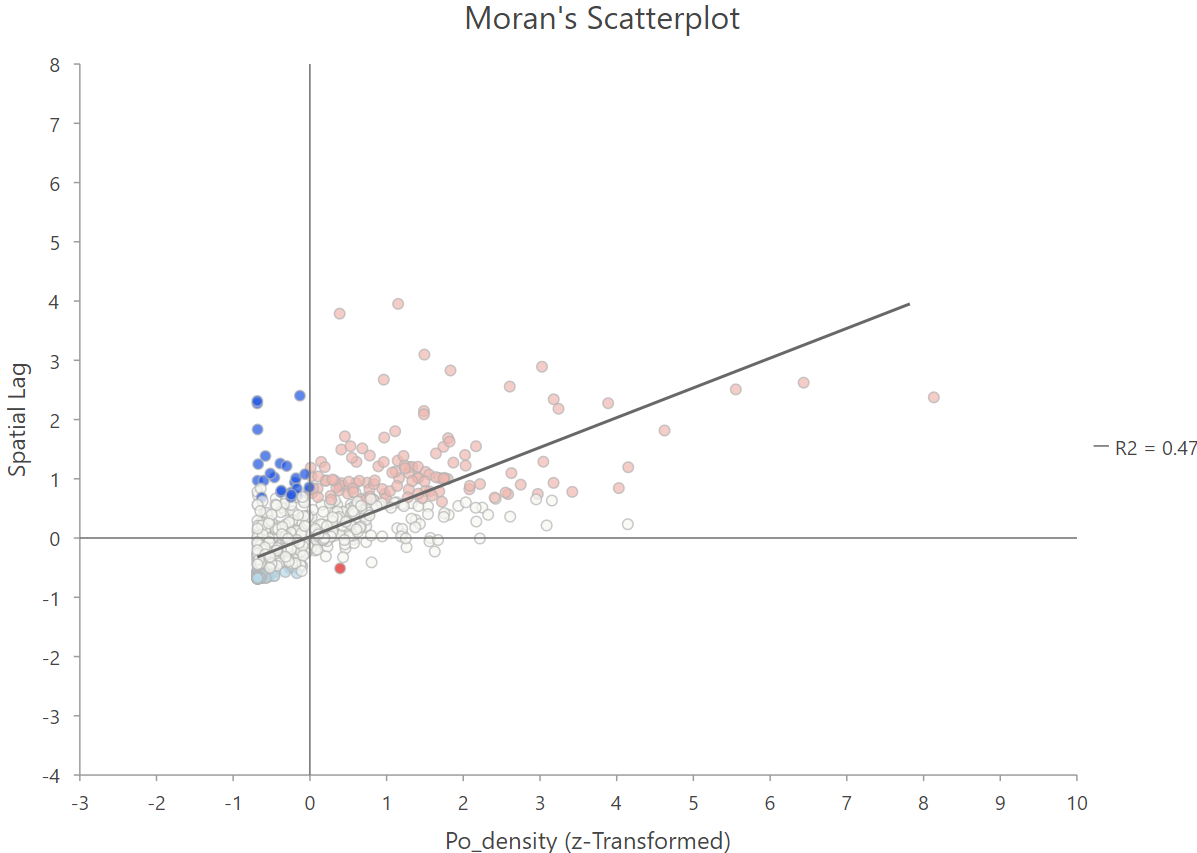 Moran's Scatterplot
8
7
6
5
4
3
2
1
0
-1
-2
-3
-4
Spatial Lag
R2 = 0.47
-3 -2 -1 0 1 2 3 4 5 6 7 8 9 10
Po_density (z-Transformed)